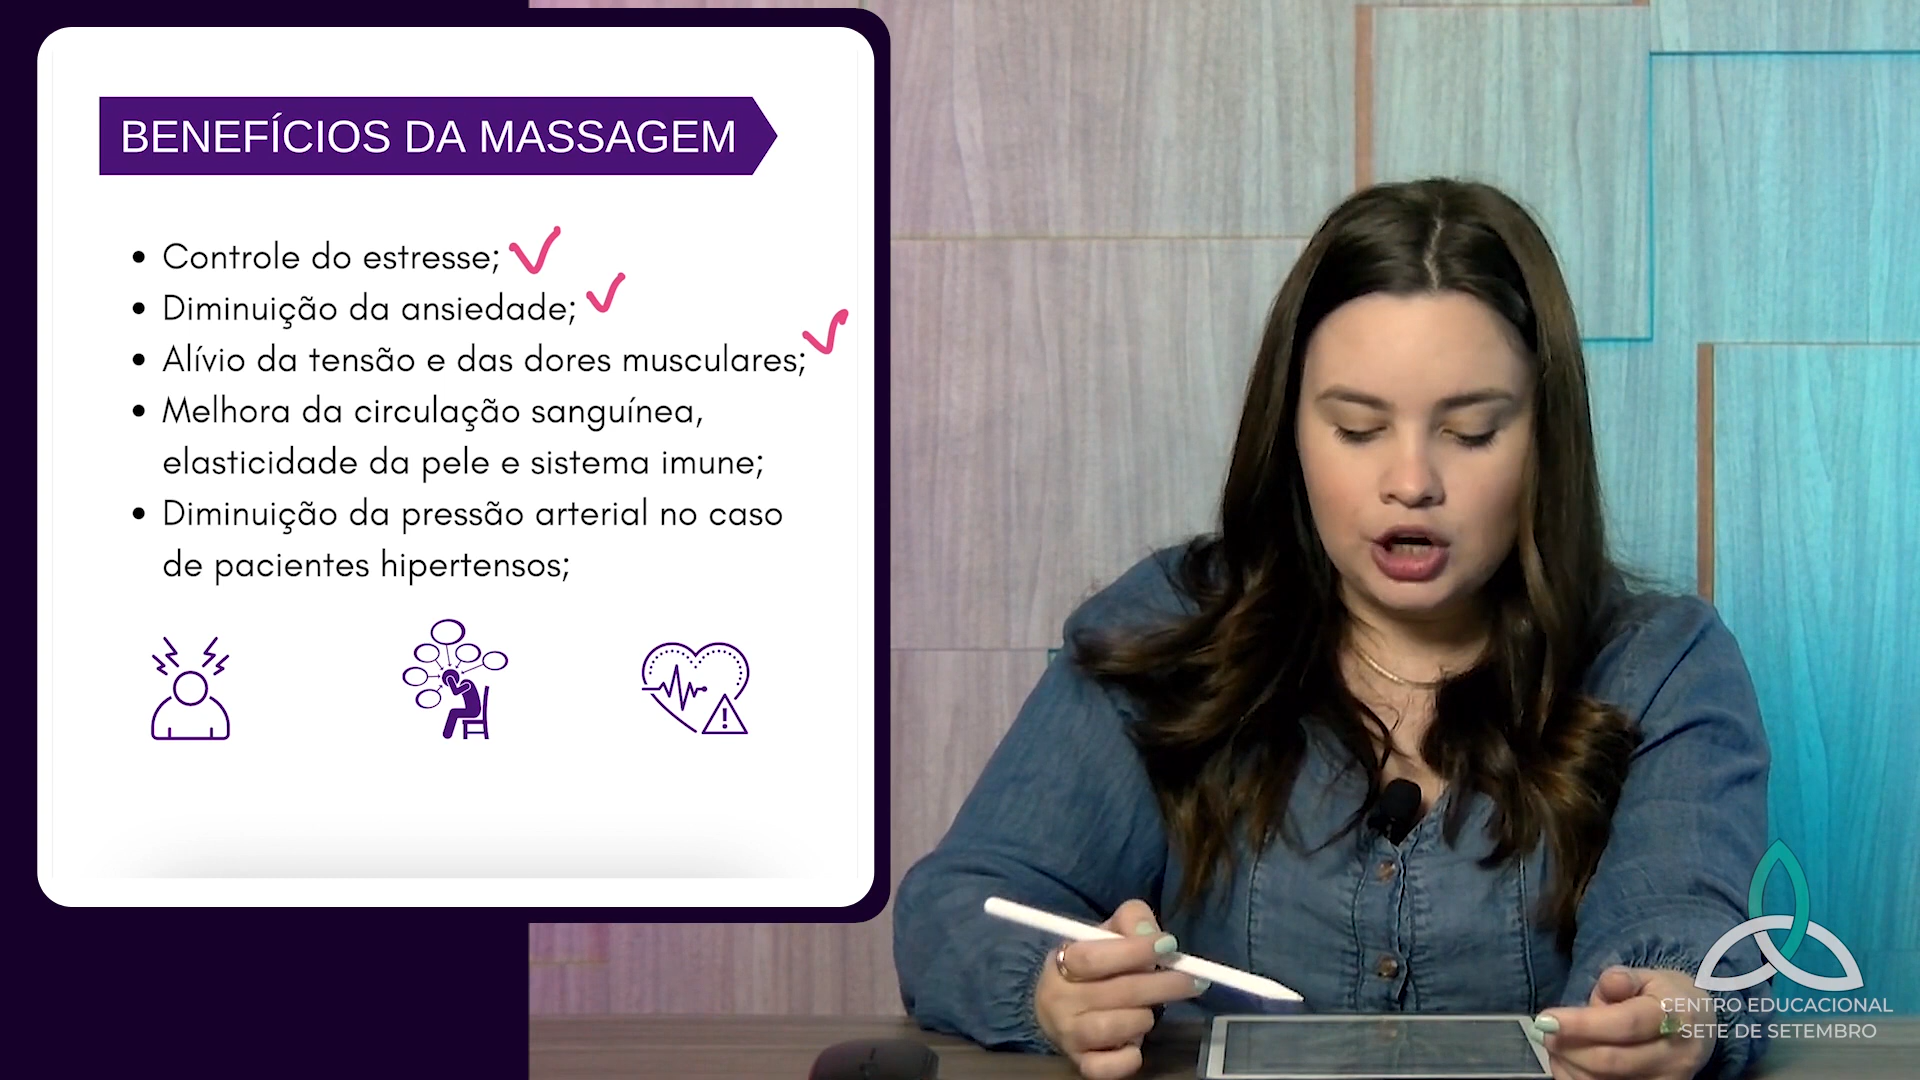 BENEFÍCIOS DA MASSAGEM
• Controle do estresse;
• Diminuição da ansiedade;
• Alívio da tensão e das dores musculares;
• Melhora da circulação sanguínea,
elasticidade da pele e sistema imune;
• Diminuição da pressão arterial no caso
de pacientes hipertensos;
CENTRO EDUCACIONAL
SETE DE SETEMBRO